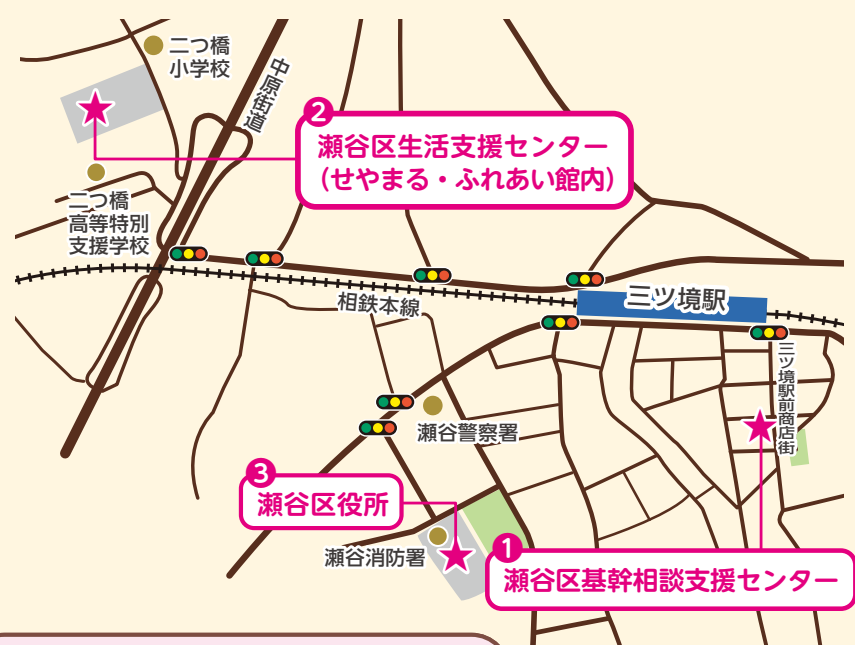 二つ橋
小学校
中原街道
❷
瀬谷区生活支援センター
（せやまる・ふれあい館内）
二つ橋
高等特別
支援学校
相鉄本線
三ツ境駅
三ツ境駅前商店街
瀬谷警察署
❸
瀬谷区役所
瀬谷消防署
❶
瀬谷区基幹相談支援センター